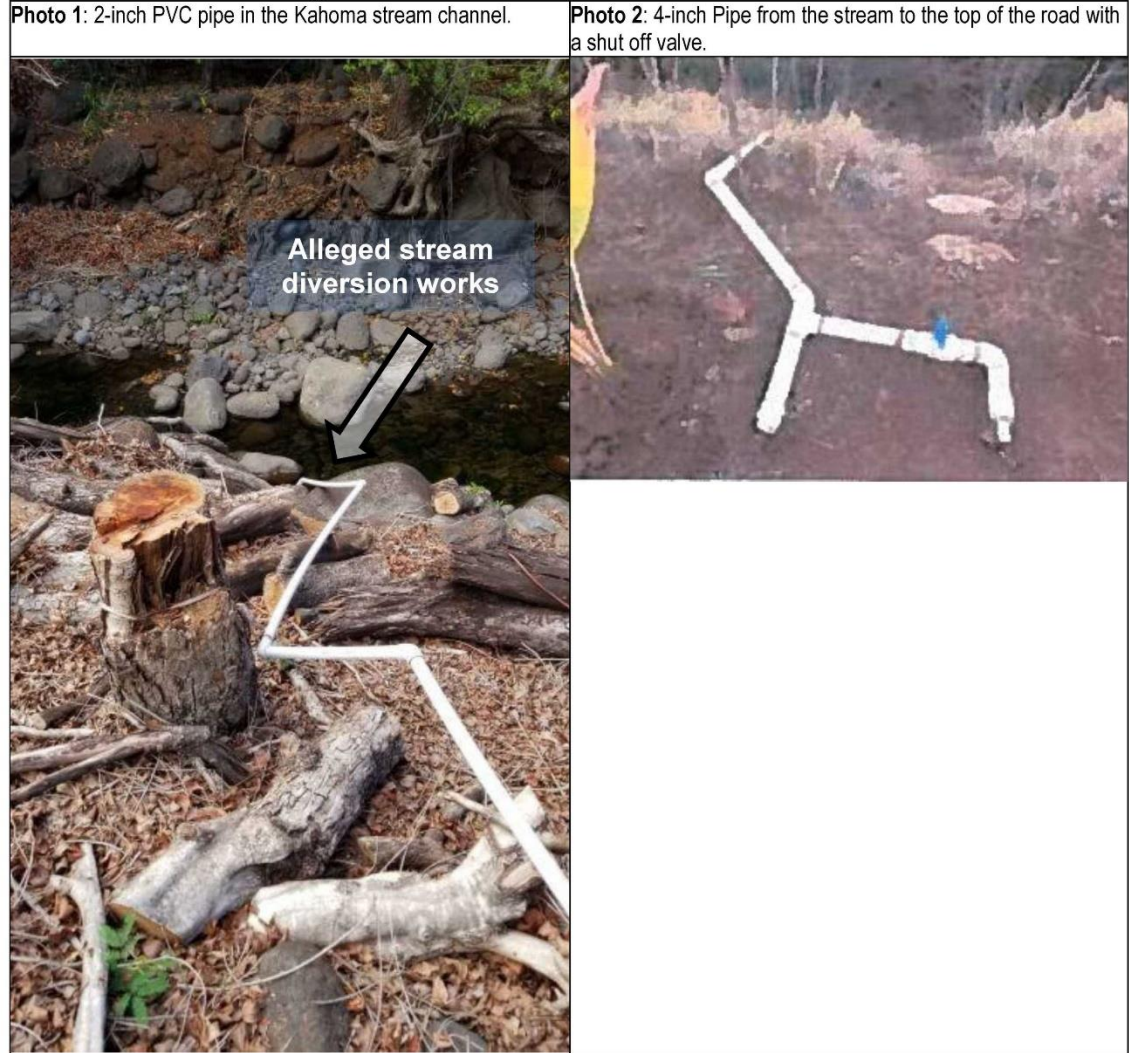 Photo 1: 2-inch PVC pipe in the Kahoma stream channel.
Photo 2: 4-inch Pipe from the stream to the top of the road with
a shut off valve.
Alleged stream
diversion works